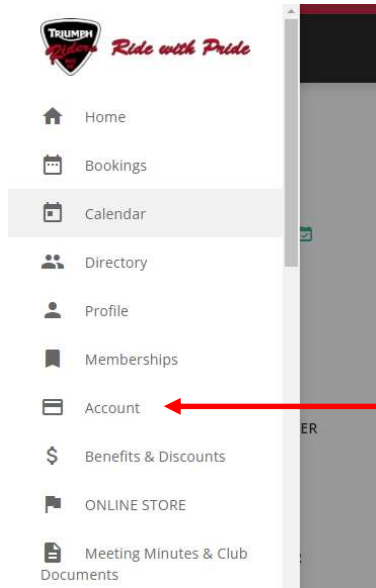 TRIUMPH
Riders
Ride with Pride
Home
Bookings
Calendar
Directory
Profile
Memberships
Account
ER
Benefits & Discounts
ONLINE STORE
Meeting Minutes & Club
Documents